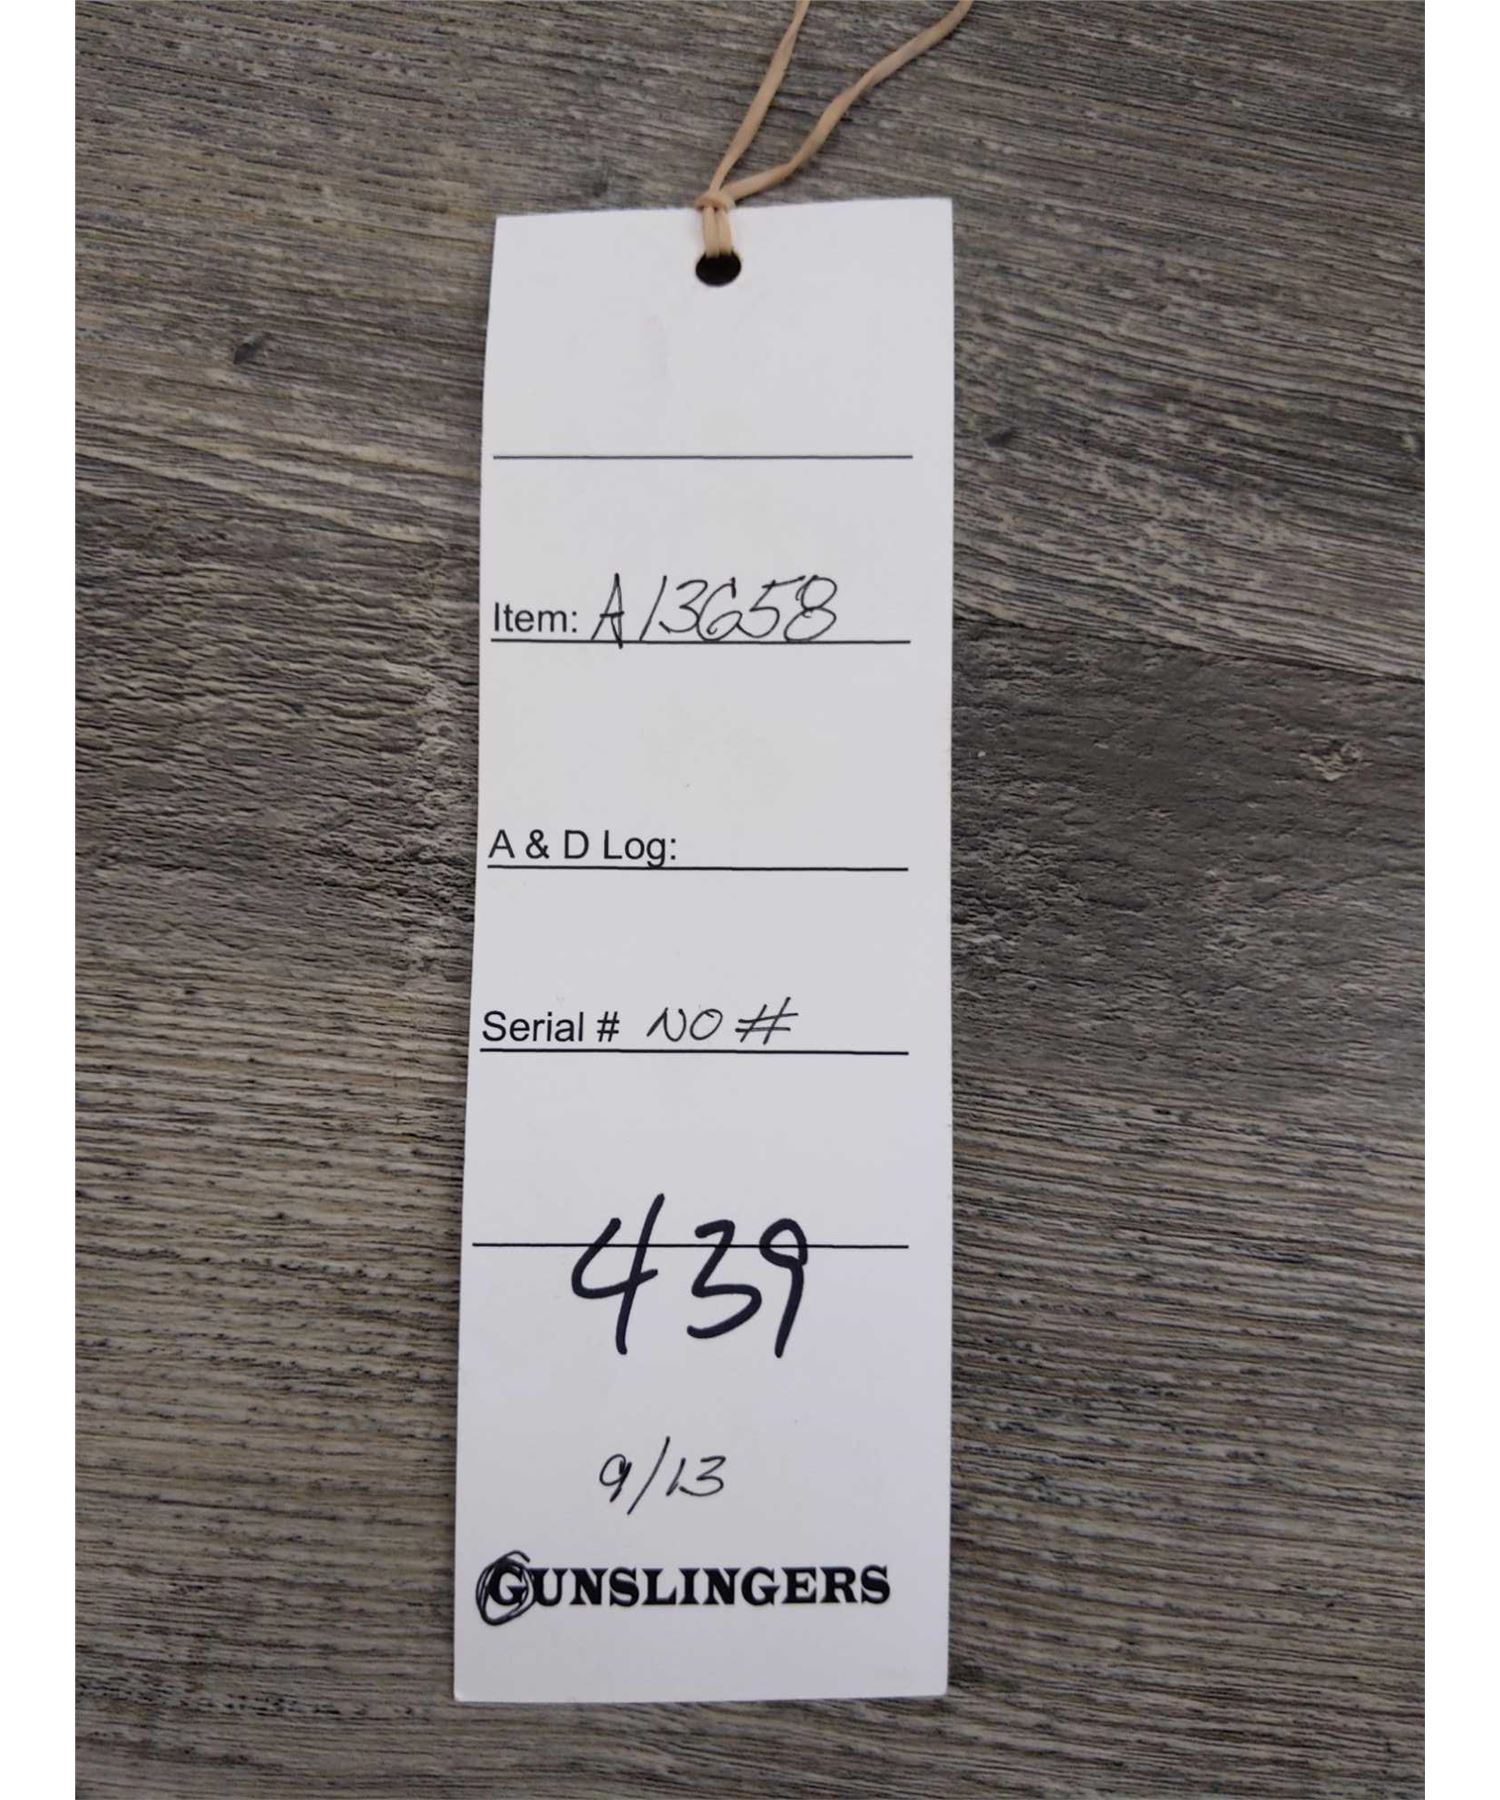 Item: A13658
A & D Log:
Serial # NO #
439
9/13
GUNSLINGERS